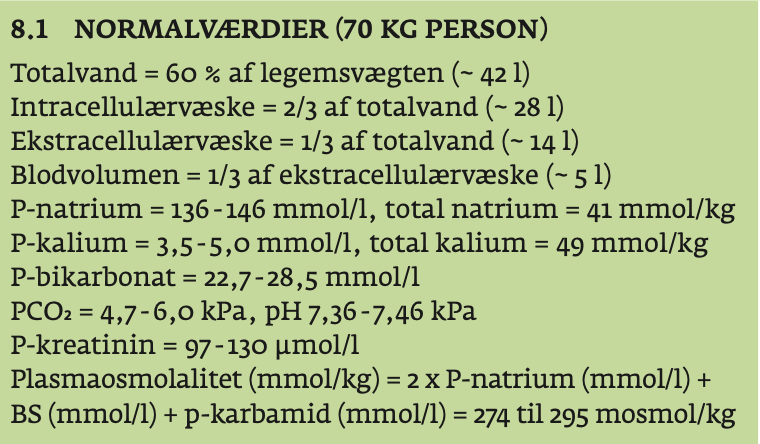 8.1 NORMALVÆRDIER (70 KG PERSON)
Totalvand = 60 % af legemsvægten (~ 42 l)
Intracellulærvæske = 2/3 af totalvand (~ 28 l)
Ekstracellulærvæske = 1/3 af totalvand (~ 14 l)
Blodvolumen = 1/3 af ekstracellulærvæske (~ 5 l)
P-natrium = 136-146 mmol/l, total natrium = 41 mmol/kg
P-kalium = 3,5-5,0 mmol/l, total kalium = 49 mmol/kg
P-bikarbonat = 22,7-28,5 mmol/l
PCO₂ = 4,7-6,0 kPa, pH 7,36-7,46 kPa
P-kreatinin = 97-130 µmol/l
Plasmaosmolalitet (mmol/kg) = 2 x P-natrium (mmol/l) +
BS (mmol/l) + p-karbamid (mmol/l) = 274 til 295 mosmol/kg